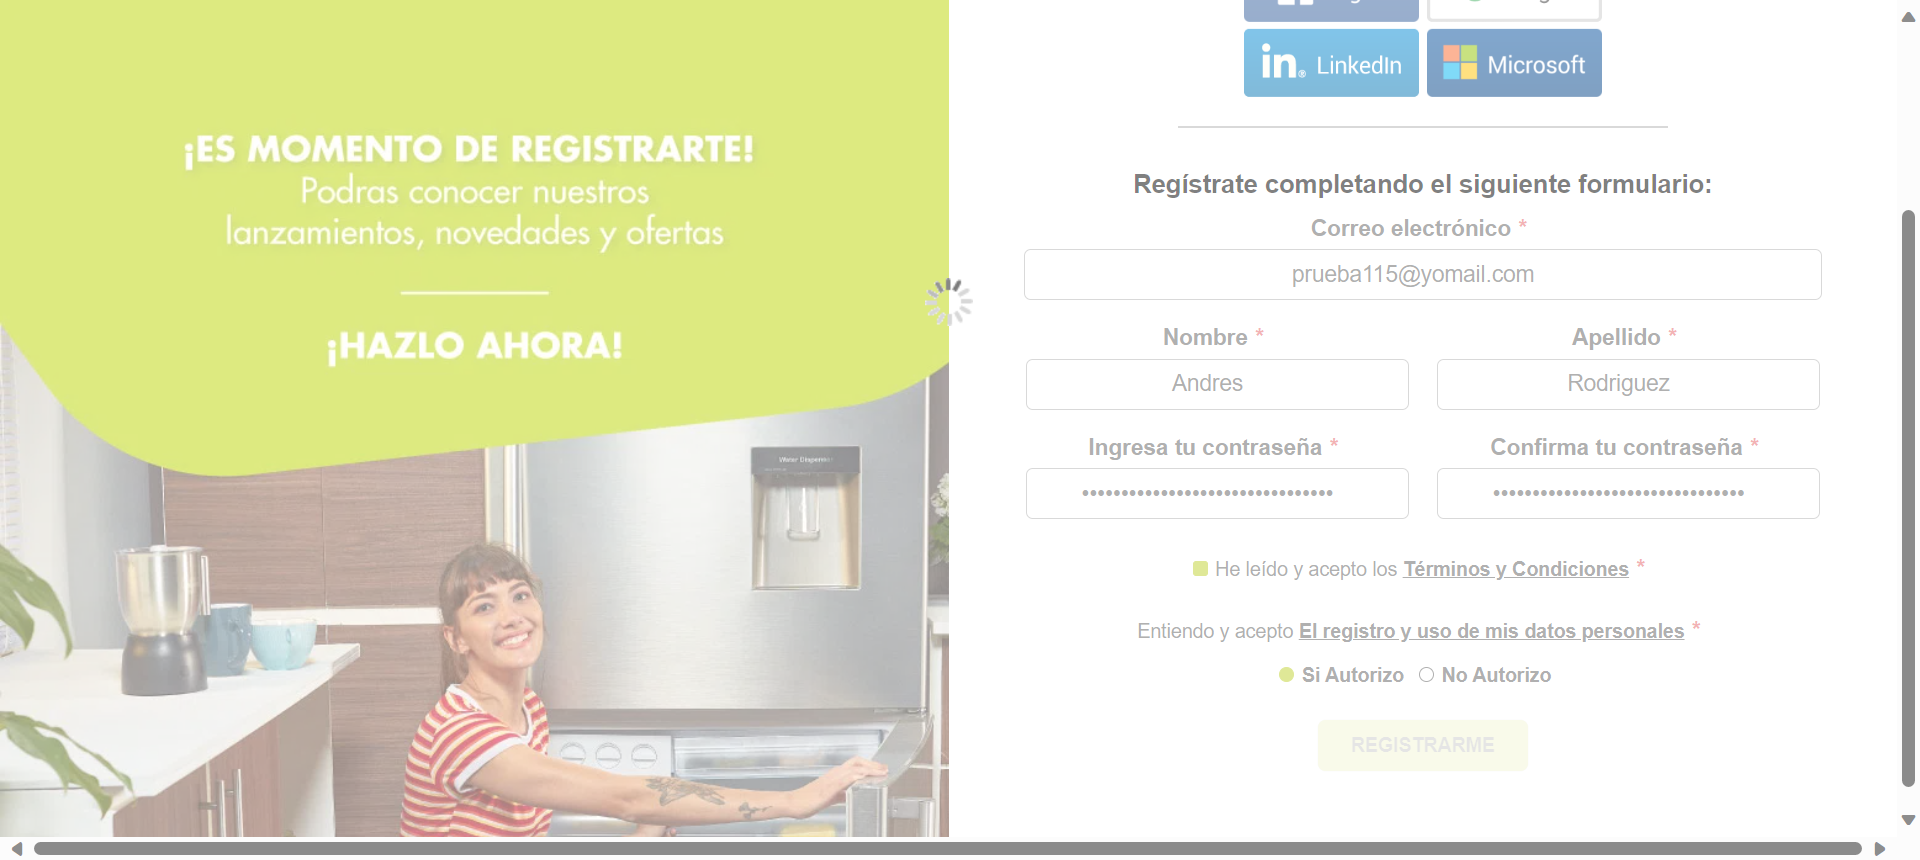 LinkedIn
Microsoft
¡ES MOMENTO DE REGISTRARTE!
Podras conocer nuestros
lanzamientos, novedades y ofertas
¡HAZLO AHORA!
Water Dispenser
Regístrate completando el siguiente formulario:
Correo electrónico *
prueba115@yomail.com
Nombre *
Apellido *
Andres
Rodriguez
Ingresa tu contraseña *
Confirma tu contraseña *
••••••••••••••••••••••••••••••••
••••••••••••••••••••••••••••••••
He leído y acepto los Términos y Condiciones *
Entiendo y acepto El registro y uso de mis datos personales *
Si Autorizo
No Autorizo
REGISTRARME